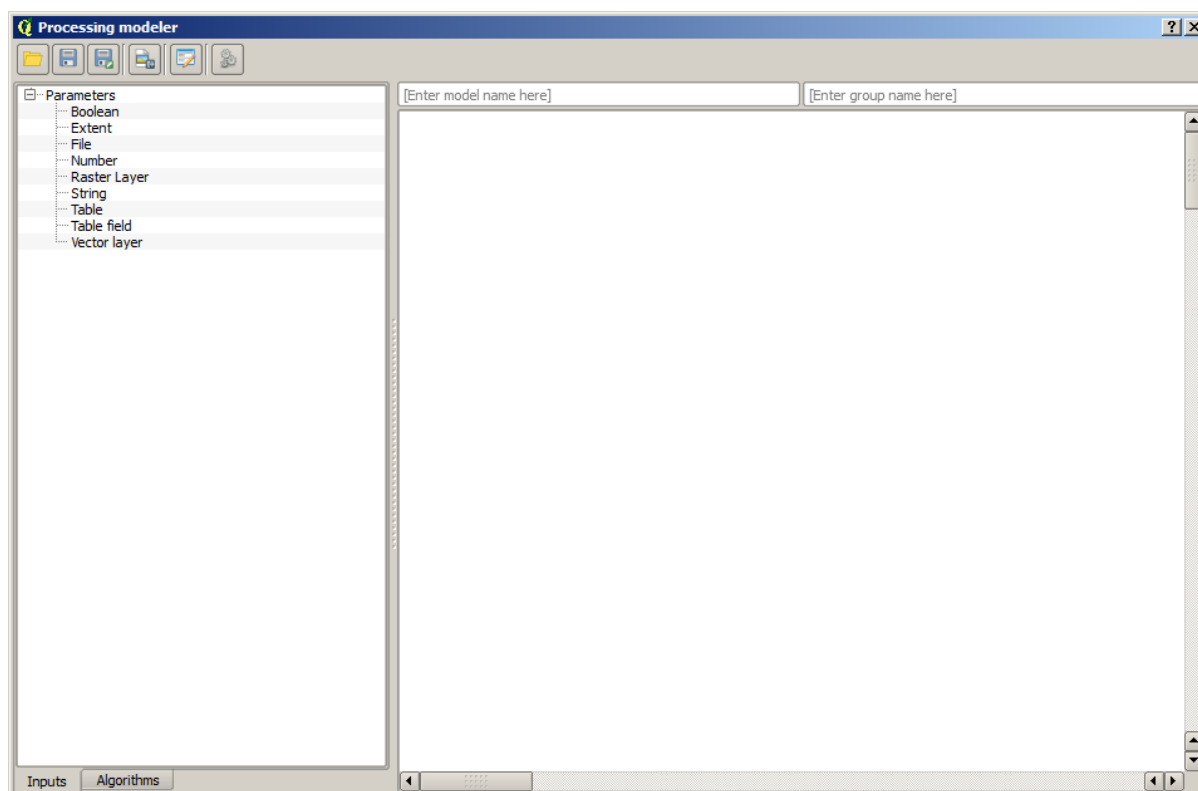 Processing modeler
[Enter model name here] [Enter group name here]
Parameters
Boolean
Extent
File
Number
Raster Layer
String
Table
Table field
Vector layer
Inputs Algorithms